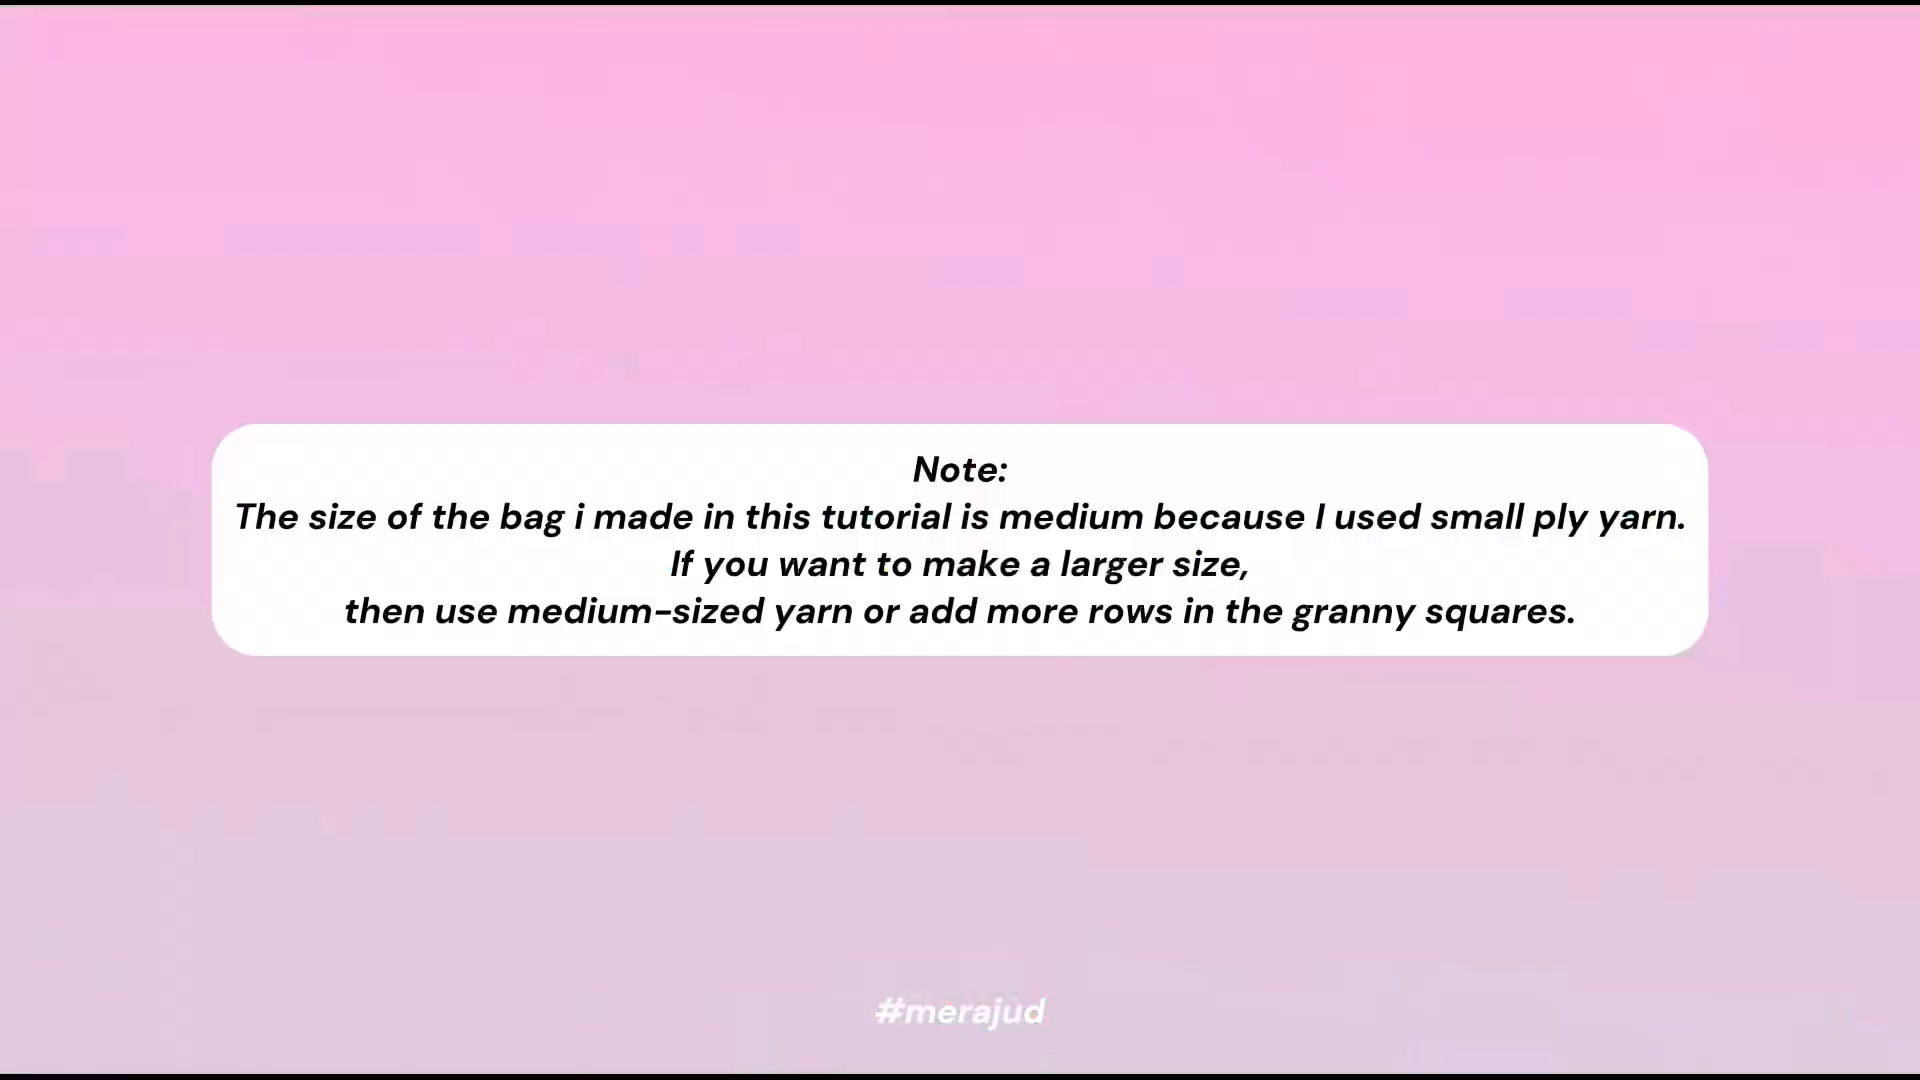 Note:
The size of the bag i made in this tutorial is medium because I used small ply yarn.
If you want to make a larger size,
then use medium-sized yarn or add more rows in the granny squares.
#merajud